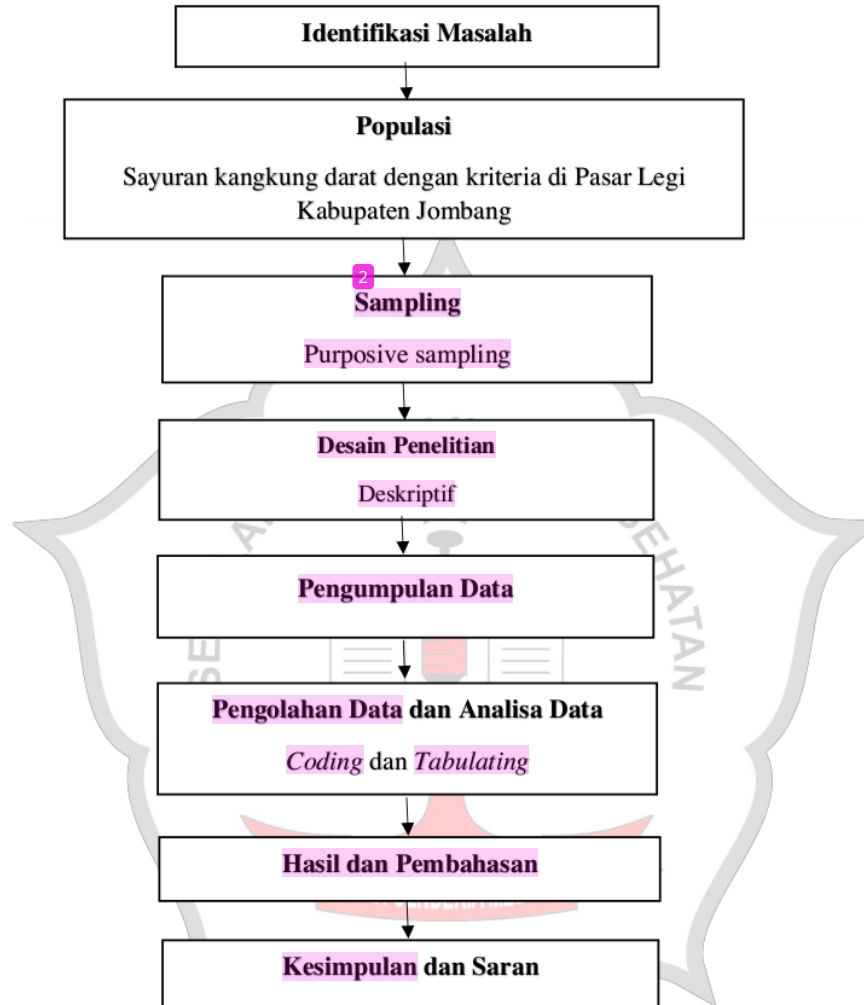 Identifikasi Masalah
Populasi
Sayuran kangkung darat dengan kriteria di Pasar Legi
Kabupaten Jombang
2
Sampling
Purposive sampling
Desain Penelitian
Deskriptif
Pengumpulan Data
SEHATAN
Pengolahan Data dan Analisa Data
Coding dan Tabulating
Hasil dan Pembahasan
Kesimpulan dan Saran